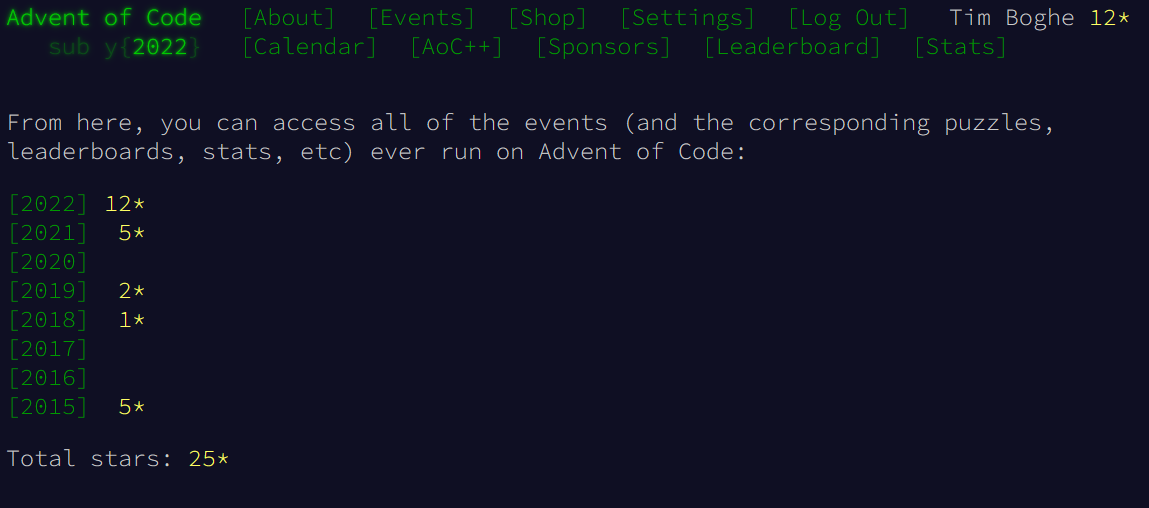 Advent of Code [About] [Events] [Shop] [Settings] [Log Out] Tim Boghe 12*
sub y{2022} [Calendar] [AoC++] [Sponsors] [Leaderboard] [Stats]
From here, you can access all of the events (and the corresponding puzzles,
leaderboards, stats, etc) ever run on Advent of Code:
[2022] 12*
[2021] 5*
[2020]
[2019] 2*
[2018] 1*
[2017]
[2016]
[2015] 5*
Total stars: 25*